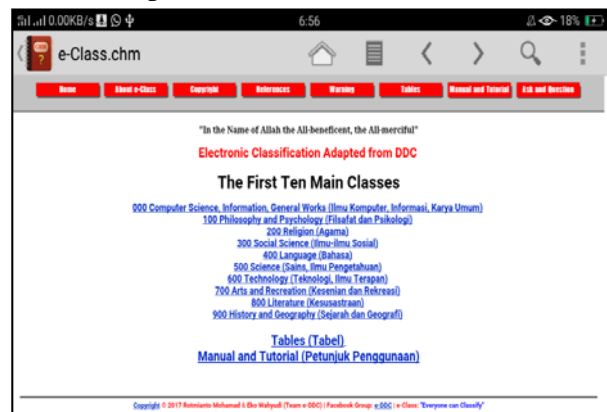 0.00KB/s 6:56 18%
e-Class.chm
Home About e-Class Copyright References Warning Tables Manual and Tutorial Ask and Question
"In the Name of Allah the All-beneficent, the All-merciful"
Electronic Classification Adapted from DDC
The First Ten Main Classes
000 Computer Science, Information, General Works (Ilmu Komputer, Informasi, Karya Umum)
100 Philosophy and Psychology (Filsafat dan Psikologi)
200 Religion (Agama)
300 Social Science (Ilmu-ilmu Sosial)
400 Language (Bahasa)
500 Science (Sains, Ilmu Pengetahuan)
600 Technology (Teknologi, Ilmu Terapan)
700 Arts and Recreation (Kesenian dan Rekreasi)
800 Literature (Kesusastraan)
900 History and Geography (Sejarah dan Geografi)
Tables (Tabel)
Manual and Tutorial (Petunjuk Penggunaan)
Copyright © 2017 Rotmianto Mohamad & Eko Wahyudi (Team e-DDC) | Facebook Group: e-DDC | e-Class: "Everyone can Classify"